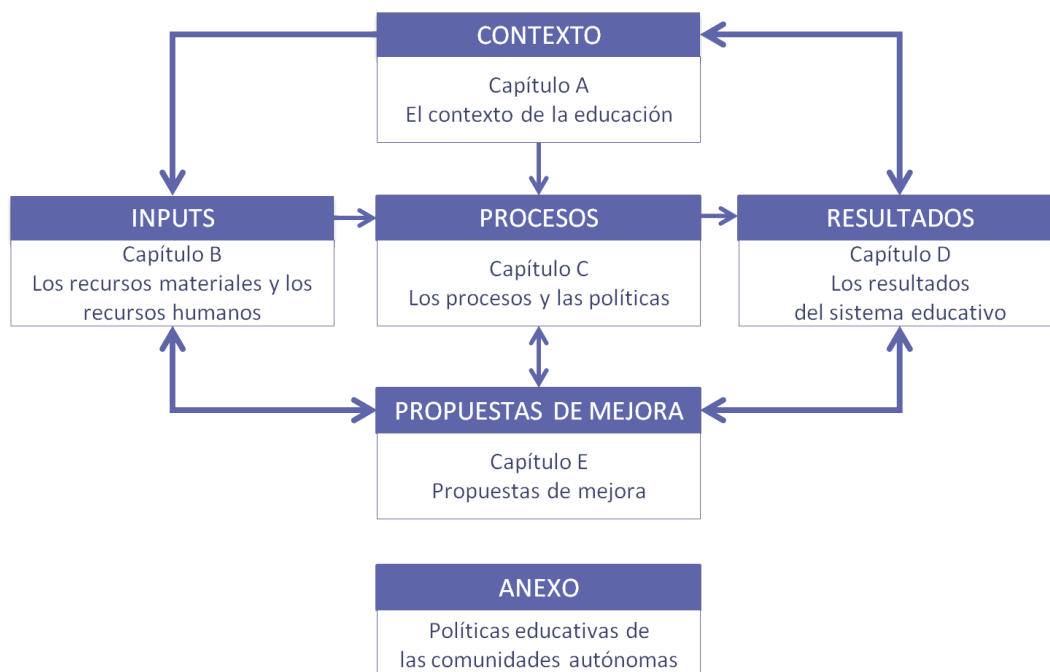 CONTEXTO
Capítulo A
El contexto de la educación
INPUTS
Capítulo B
Los recursos materiales y los
recursos humanos
PROCESOS
Capítulo C
Los procesos y las políticas
RESULTADOS
Capítulo D
Los resultados
del sistema educativo
PROPUESTAS DE MEJORA
Capítulo E
Propuestas de mejora
ANEXO
Políticas educativas de
las comunidades autónomas